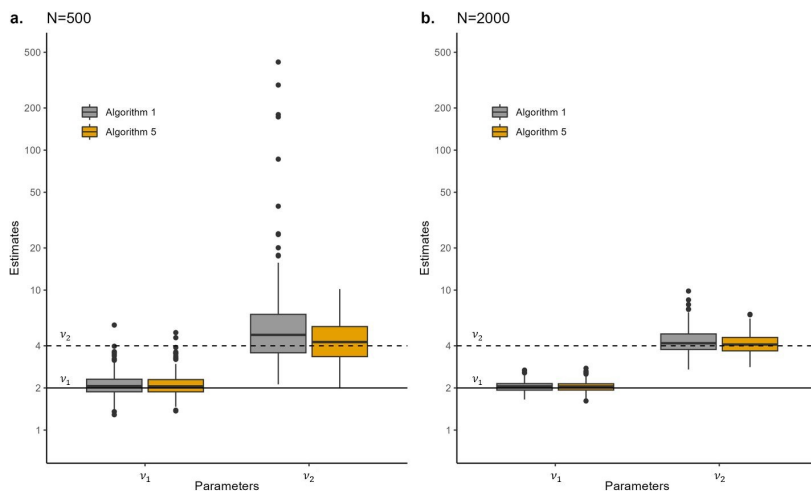 a. N=500
500
200
100
50
20
10
4
2
1
Estimates
Algorithm 1
Algorithm 5
ν₂
ν₁
ν₁ ν₂
Parameters
b. N=2000
500
200
100
50
20
10
4
2
1
Estimates
Algorithm 1
Algorithm 5
ν₂
ν₁
ν₁ ν₂
Parameters